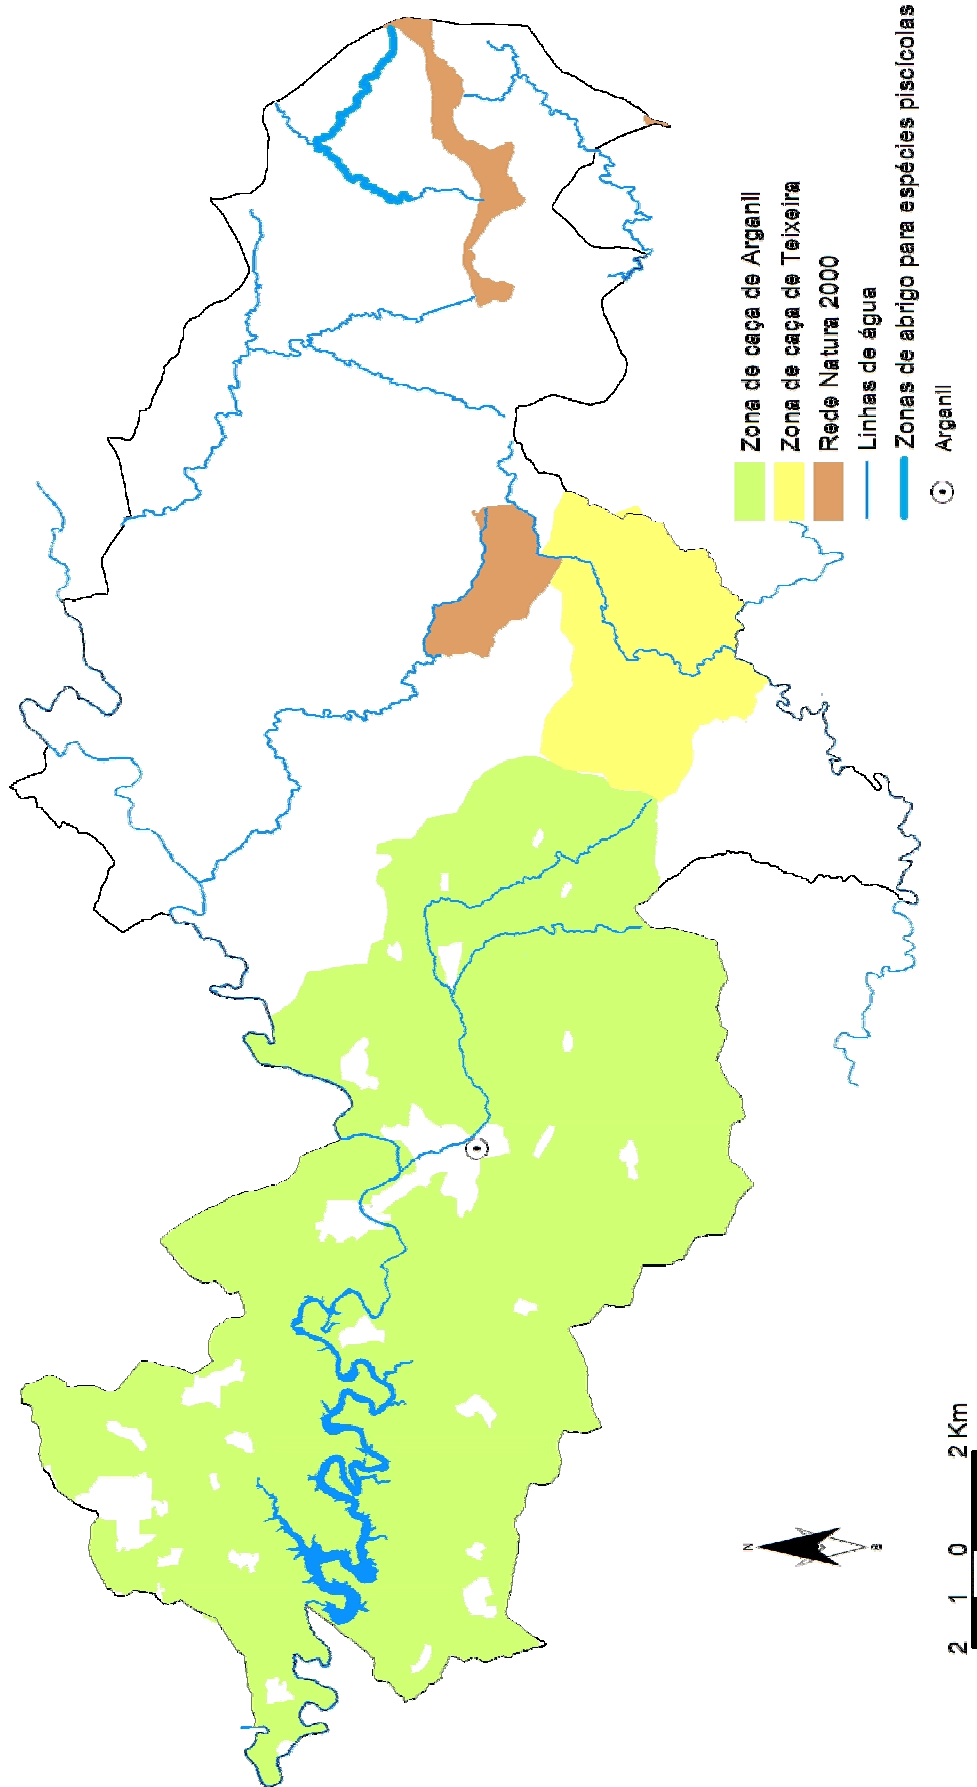 Zona de caça de Arganil
Zona de caça de Teixeira
Rede Natura 2000
Linhas de água
Zonas de abrigo para espécies piscícolas
Arganil
N
2 1 0 2 Km